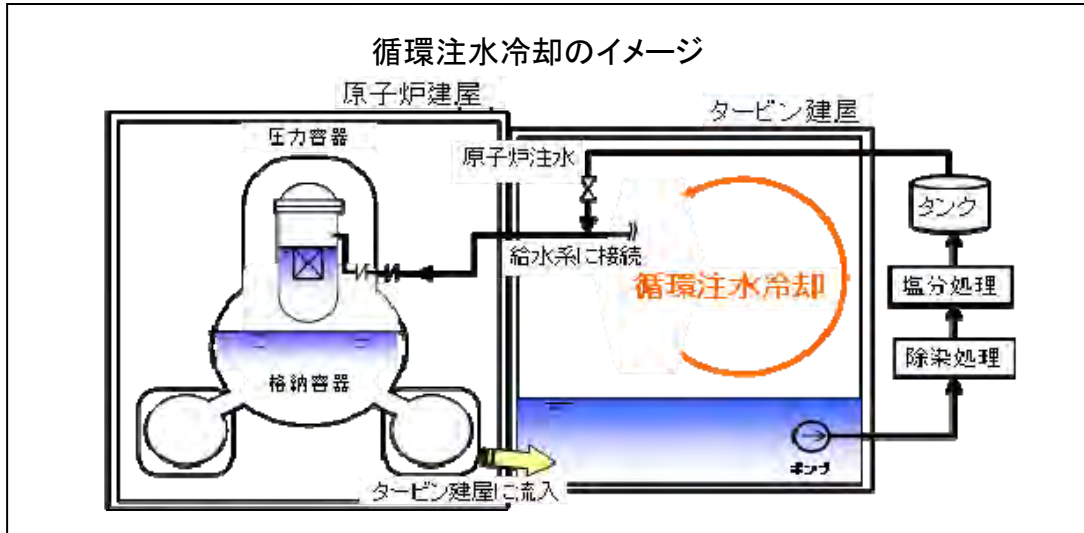 循環注水冷却のイメージ
原子炉建屋
タービン建屋
圧力容器
原子炉注水
タンク
給水系に接続
循環注水冷却
塩分処理
除染処理
格納容器
ポンプ
タービン建屋に流入